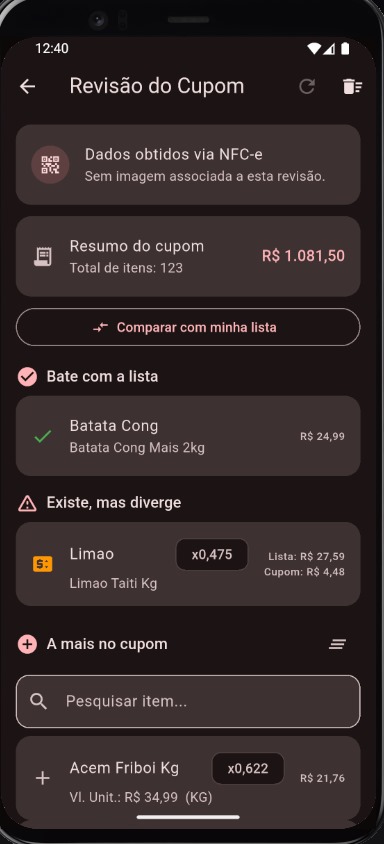 12:40
Revisão do Cupom
Dados obtidos via NFC-e
Sem imagem associada a esta revisão.
Resumo do cupom
R$ 1.081,50
Total de itens: 123
Comparar com minha lista
Bate com a lista
Batata Cong
R$ 24,99
Batata Cong Mais 2kg
Existe, mas diverge
Limao
x0,475
Lista: R$ 27,59
Cupom: R$ 4,48
Limao Taiti Kg
A mais no cupom
Pesquisar item...
Acem Friboi Kg
x0,622
R$ 21,76
Vl. Unit.: R$ 34,99 (KG)